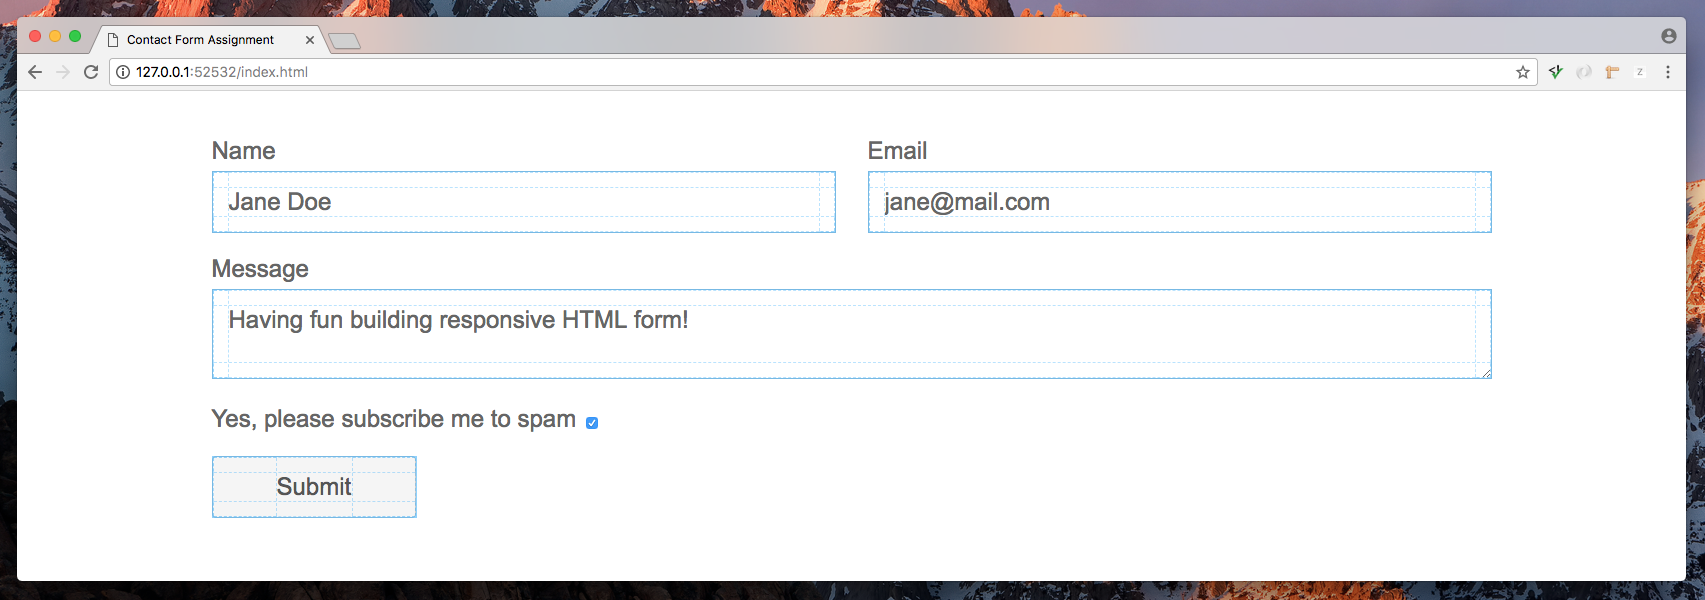 Contact Form Assignment
127.0.0.1:52532/index.html
Z
Name
Email
Jane Doe
jane@mail.com
Message
Having fun building responsive HTML form!
Yes, please subscribe me to spam
Submit